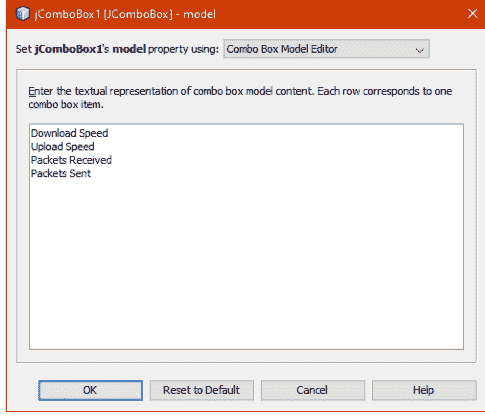 jComboBox1 [JComboBox] - model
Set jComboBox1's model property using: Combo Box Model Editor
Enter the textual representation of combo box model content. Each row corresponds to one
combo box item.
Download Speed
Upload Speed
Packets Received
Packets Sent
OK Reset to Default Cancel Help